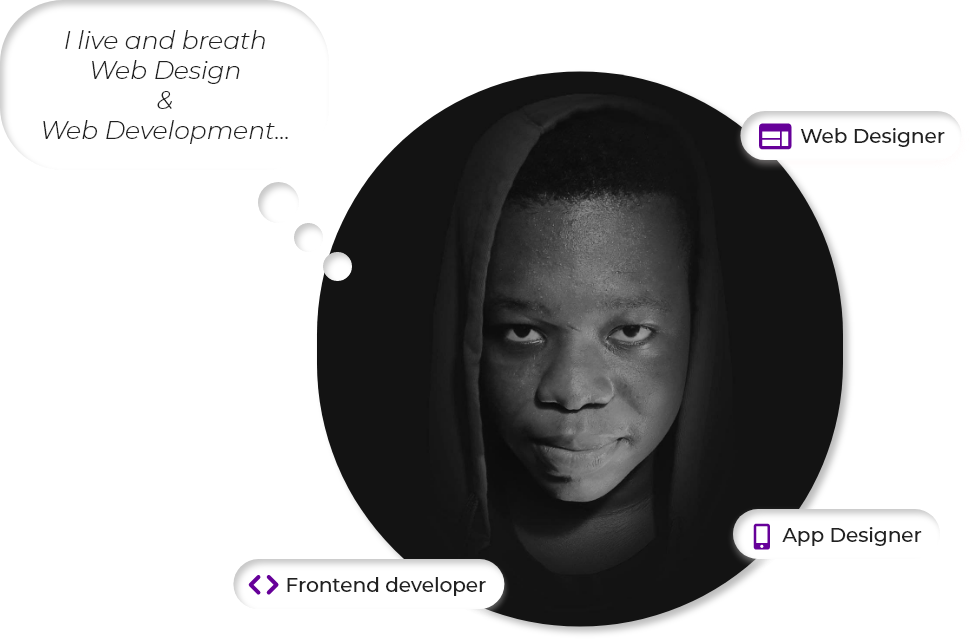 I live and breath
Web Design
&
Web Development...
Web Designer
App Designer
Frontend developer